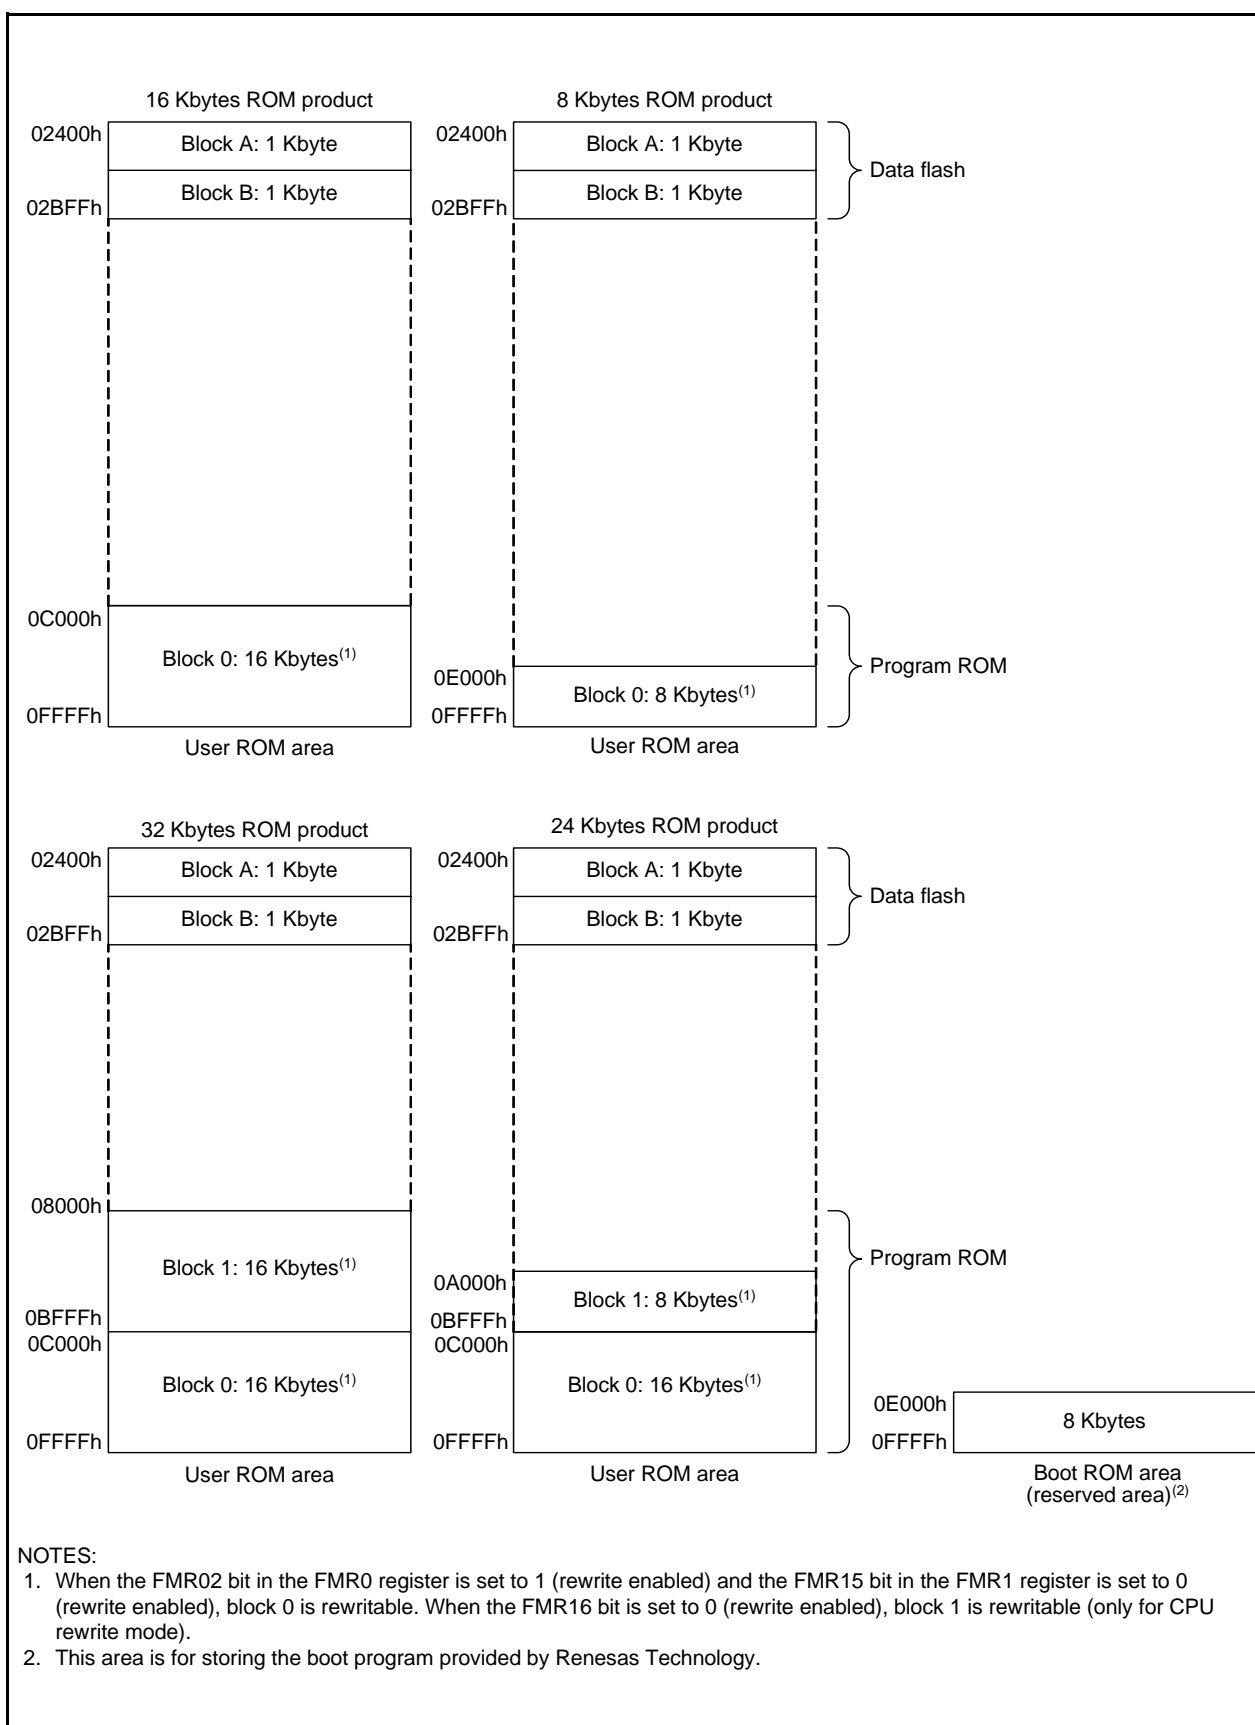 16 Kbytes ROM product
02400h
Block A: 1 Kbyte
Block B: 1 Kbyte
02BFFh
0C000h
Block 0: 16 Kbytes(1)
0FFFFh
User ROM area
8 Kbytes ROM product
02400h
Block A: 1 Kbyte
Block B: 1 Kbyte
02BFFh
0E000h
Block 0: 8 Kbytes(1)
0FFFFh
User ROM area
Data flash
Program ROM
32 Kbytes ROM product
02400h
Block A: 1 Kbyte
Block B: 1 Kbyte
02BFFh
08000h
Block 1: 16 Kbytes(1)
0BFFFh
0C000h
Block 0: 16 Kbytes(1)
0FFFFh
User ROM area
24 Kbytes ROM product
02400h
Block A: 1 Kbyte
Block B: 1 Kbyte
02BFFh
0A000h
Block 1: 8 Kbytes(1)
0BFFFh
0C000h
Block 0: 16 Kbytes(1)
0FFFFh
User ROM area
Data flash
Program ROM
0E000h
8 Kbytes
0FFFFh
Boot ROM area
(reserved area)(2)
NOTES:
1. When the FMR02 bit in the FMR0 register is set to 1 (rewrite enabled) and the FMR15 bit in the FMR1 register is set to 0
(rewrite enabled), block 0 is rewritable. When the FMR16 bit is set to 0 (rewrite enabled), block 1 is rewritable (only for CPU
rewrite mode).
2. This area is for storing the boot program provided by Renesas Technology.